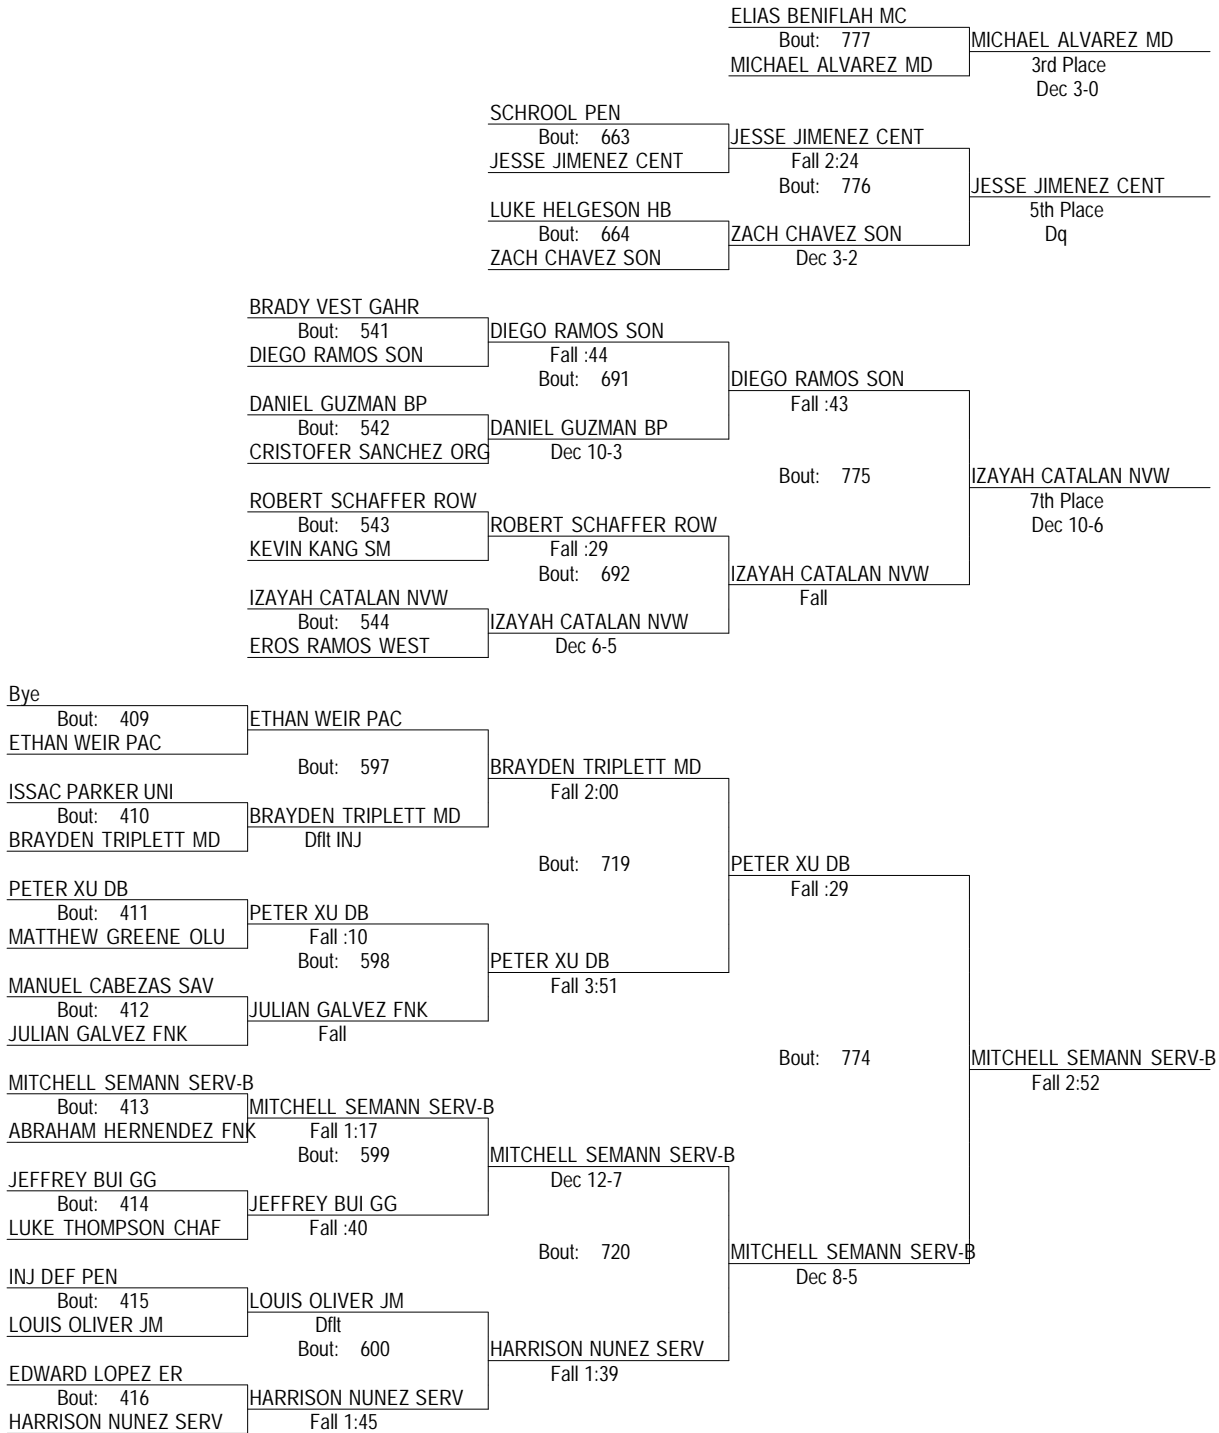 ELIAS BENIFLAH MC
Bout: 777
MICHAEL ALVAREZ MD
MICHAEL ALVAREZ MD
3rd Place
Dec 3-0
SCHROOL PEN
Bout: 663
JESSE JIMENEZ CENT
JESSE JIMENEZ CENT
Fall 2:24
Bout: 776
JESSE JIMENEZ CENT
5th Place
Dq
LUKE HELGESON HB
Bout: 664
ZACH CHAVEZ SON
ZACH CHAVEZ SON
Dec 3-2
BRADY VEST GAHR
Bout: 541
DIEGO RAMOS SON
DIEGO RAMOS SON
Fall :44
Bout: 691
DIEGO RAMOS SON
Fall :43
DANIEL GUZMAN BP
Bout: 542
CRISTOFER SANCHEZ ORG
DANIEL GUZMAN BP
Dec 10-3
Bout: 775
IZAYAH CATALAN NVW
7th Place
Dec 10-6
ROBERT SCHAFFER ROW
Bout: 543
KEVIN KANG SM
ROBERT SCHAFFER ROW
Fall :29
Bout: 692
IZAYAH CATALAN NVW
Fall
IZAYAH CATALAN NVW
Bout: 544
EROS RAMOS WEST
IZAYAH CATALAN NVW
Dec 6-5
Bye
Bout: 409
ETHAN WEIR PAC
ETHAN WEIR PAC
Bout: 597
BRAYDEN TRIPLETT MD
Fall 2:00
ISSAC PARKER UNI
Bout: 410
BRAYDEN TRIPLETT MD
BRAYDEN TRIPLETT MD
Dflt INJ
Bout: 719
PETER XU DB
Fall :29
PETER XU DB
Bout: 411
MATTHEW GREENE OLU
PETER XU DB
Fall :10
Bout: 598
PETER XU DB
Fall 3:51
MANUEL CABEZAS SAV
Bout: 412
JULIAN GALVEZ FNK
JULIAN GALVEZ FNK
Fall
Bout: 774
MITCHELL SEMANN SERV-B
Fall 2:52
MITCHELL SEMANN SERV-B
Bout: 413
ABRAHAM HERNENDEZ FNK
MITCHELL SEMANN SERV-B
Fall 1:17
Bout: 599
MITCHELL SEMANN SERV-B
Dec 12-7
JEFFREY BUI GG
Bout: 414
LUKE THOMPSON CHAF
JEFFREY BUI GG
Fall :40
Bout: 720
MITCHELL SEMANN SERV-B
Dec 8-5
INJ DEF PEN
Bout: 415
LOUIS OLIVER JM
LOUIS OLIVER JM
Dflt
Bout: 600
HARRISON NUNEZ SERV
Fall 1:39
EDWARD LOPEZ ER
Bout: 416
HARRISON NUNEZ SERV
HARRISON NUNEZ SERV
Fall 1:45